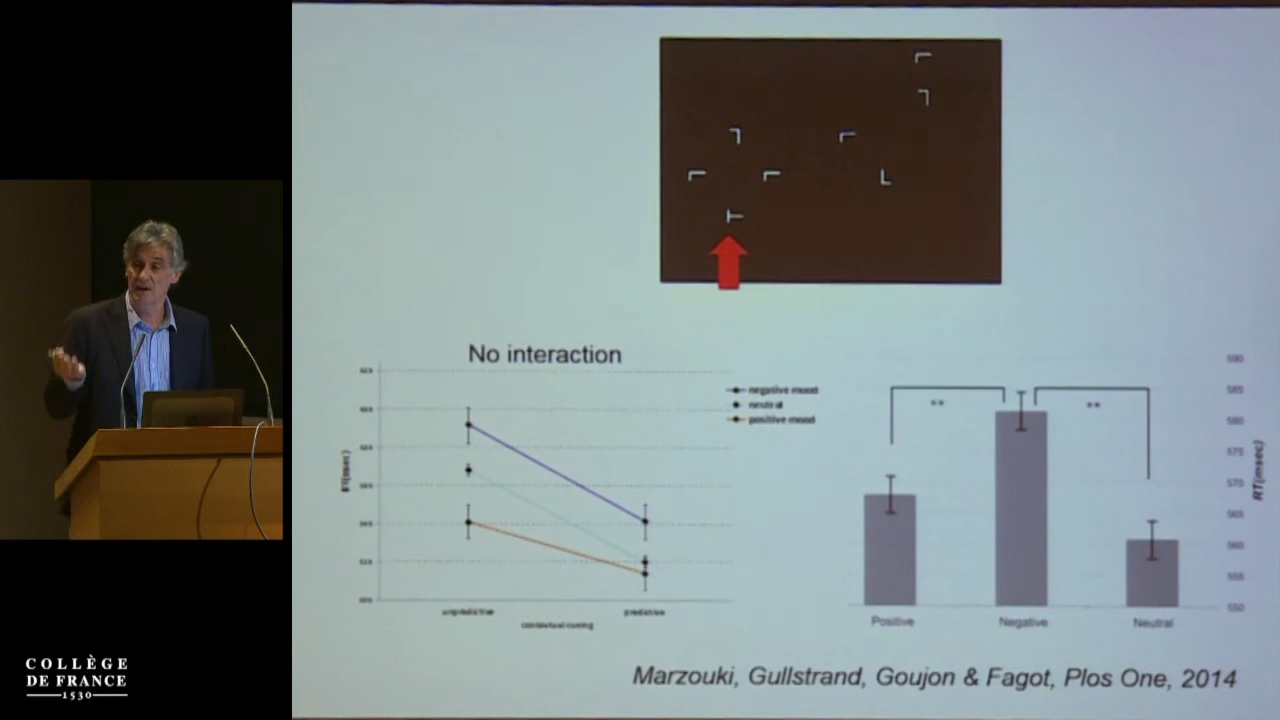 No interaction
negative mood
neutral
positive mood
RT(msec)
unpredictive
predictive
contextual cueing
**
**
590
585
580
575
570
565
560
555
550
RT(msec)
Positive
Negative
Neutral
Marzouki, Gullstrand, Goujon & Fagot, Plos One, 2014
COLLÈGE
DE FRANCE
1530